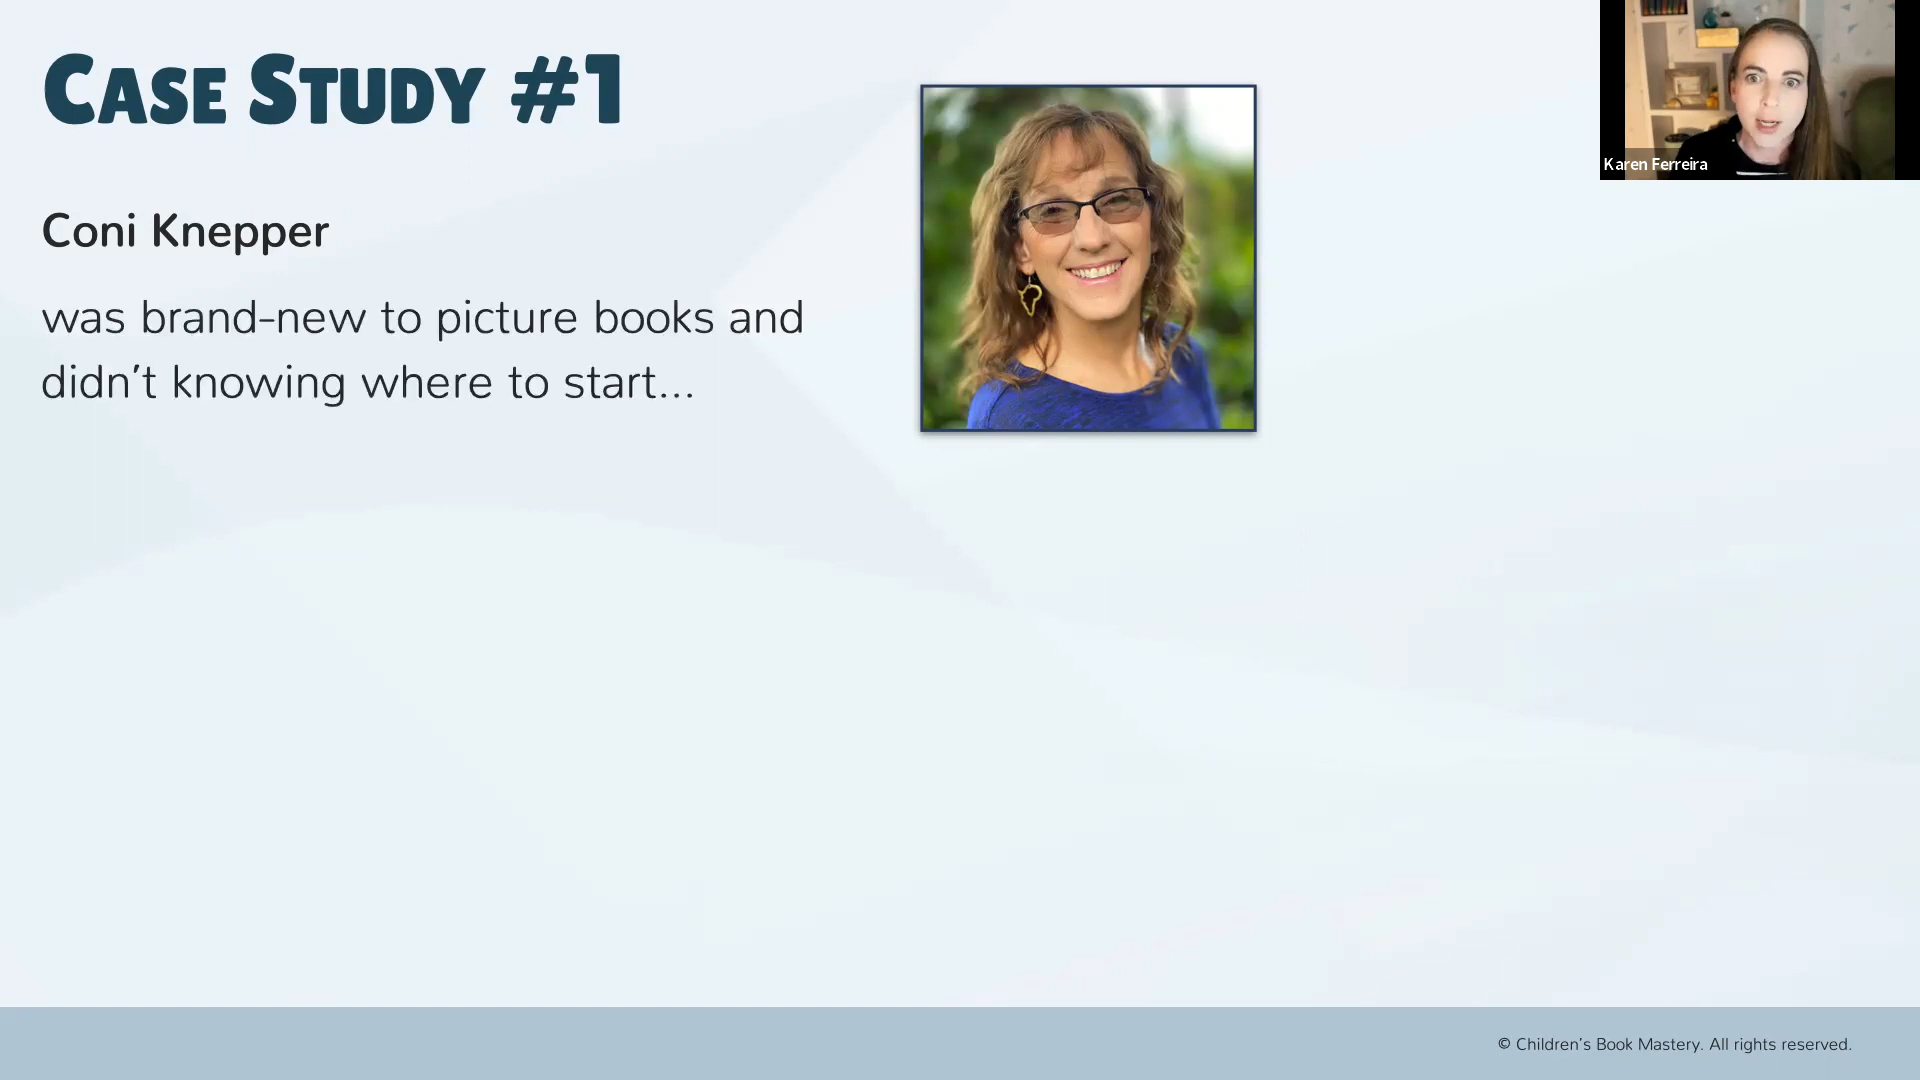 CASE STUDY #1
Karen Ferreira
Coni Knepper
was brand-new to picture books and
didn't knowing where to start...
© Children's Book Mastery. All rights reserved.